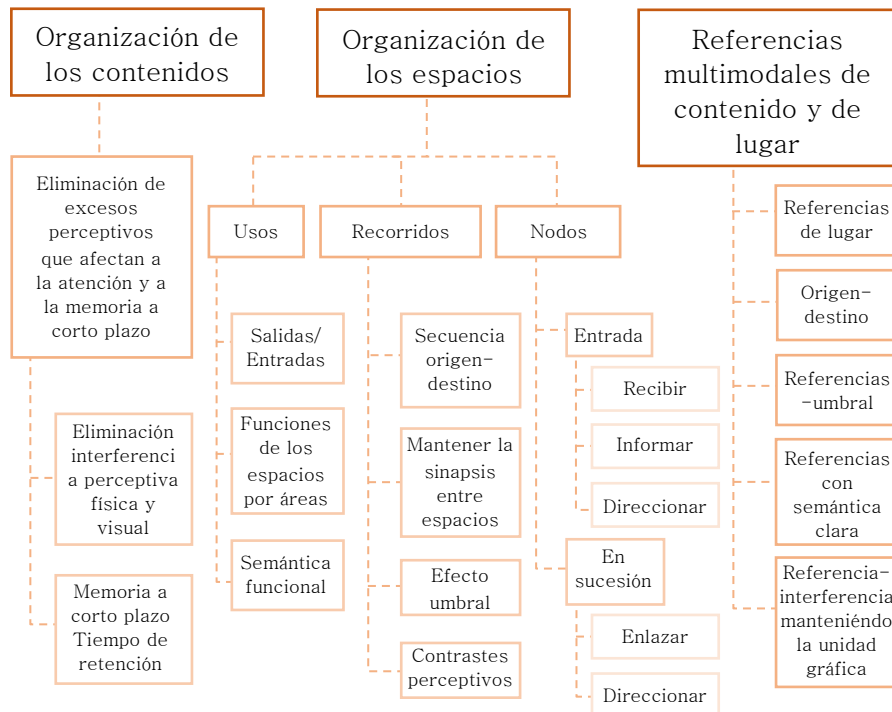 Organización de
los contenidos
Eliminación de
excesos
perceptivos
que afectan a
la atención y a
la memoria a
corto plazo
Eliminación
interferenci
a perceptiva
física y
visual
Memoria a
corto plazo
Tiempo de
retención
Organización de
los espacios
Usos
Salidas/
Entradas
Funciones
de los
espacios
por áreas
Semántica
funcional
Recorridos
Secuencia
origen-
destino
Mantener la
sinapsis
entre
espacios
Efecto
umbral
Contrastes
perceptivos
Nodos
Entrada
Recibir
Informar
Direccionar
En
sucesión
Enlazar
Direccionar
Referencias
multimodales de
contenido y de
lugar
Referencias
de lugar
Origen-
destino
Referencias
-umbral
Referencias
con
semántica
clara
Referencia-
interferencia
manteniéndo
la unidad
gráfica